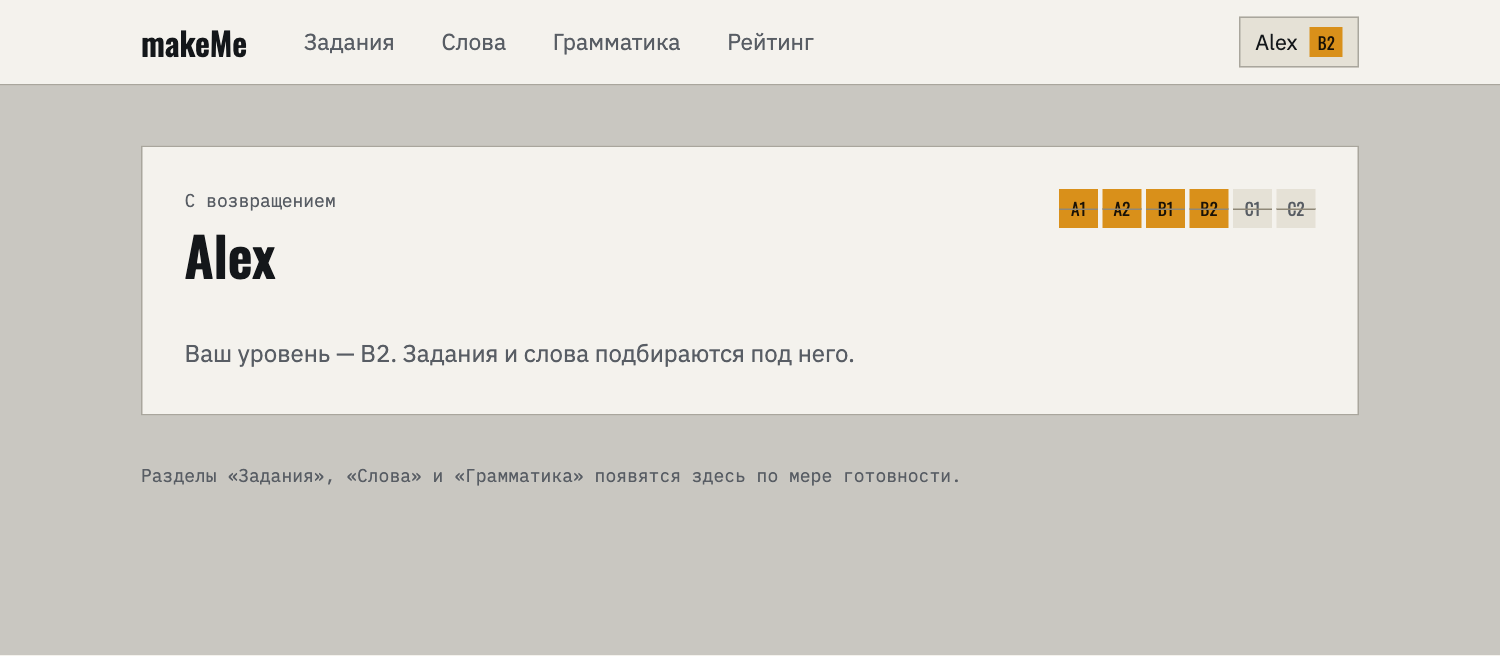 makeMe Задания Слова Грамматика Рейтинг Alex B2
С возвращением
A1 A2 B1 B2 C1 C2
Alex
Ваш уровень — B2. Задания и слова подбираются под него.
Разделы «Задания», «Слова» и «Грамматика» появятся здесь по мере готовности.